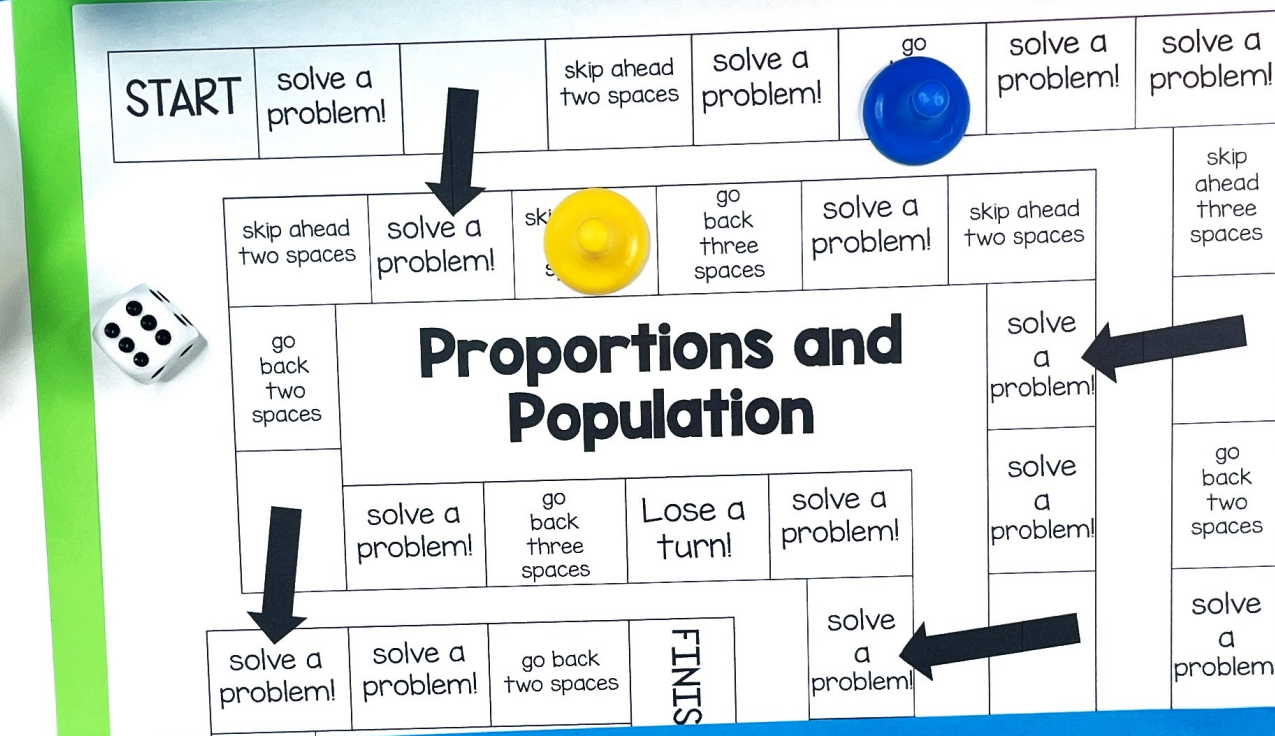 START
solve a
problem!
skip ahead
two spaces
solve a
problem!
go
solve a
problem!
solve a
problem!
skip
ahead
three
spaces
skip ahead
two spaces
solve a
problem!
go
back
three
spaces
solve a
problem!
skip ahead
two spaces
go
back
two
spaces
Proportions and
Population
solve
a
problem!
solve
a
problem!
go
back
two
spaces
solve a
problem!
go
back
three
spaces
Lose a
turn!
solve a
problem!
solve
a
problem!
solve
a
problem
solve a
problem!
solve a
problem!
go back
two spaces
FINIS